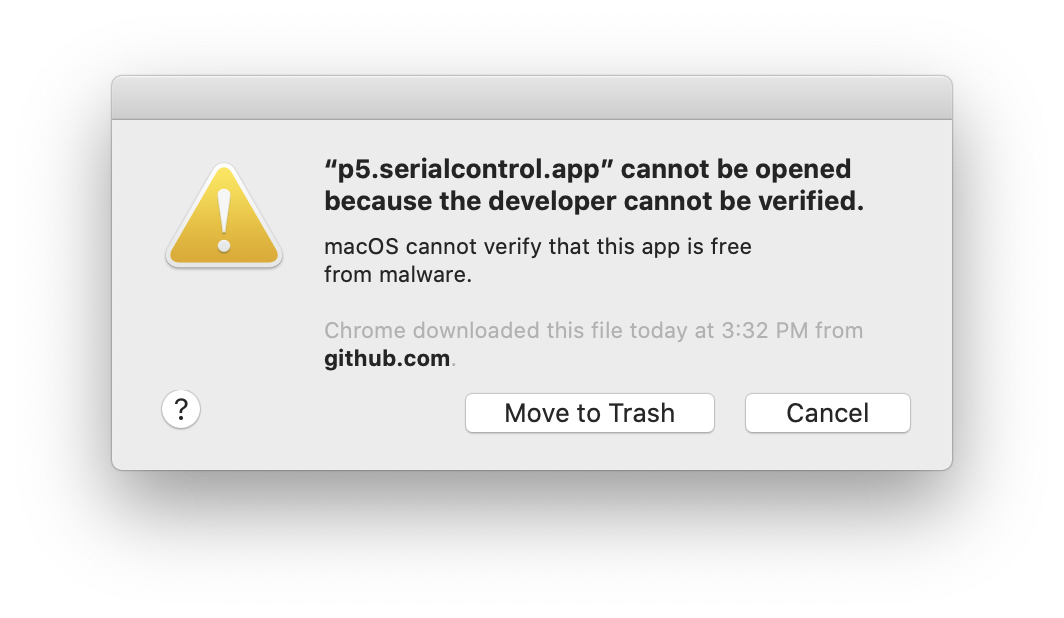 “p5.serialcontrol.app” cannot be opened
because the developer cannot be verified.
macOS cannot verify that this app is free
from malware.
Chrome downloaded this file today at 3:32 PM from
github.com.
?
Move to Trash
Cancel